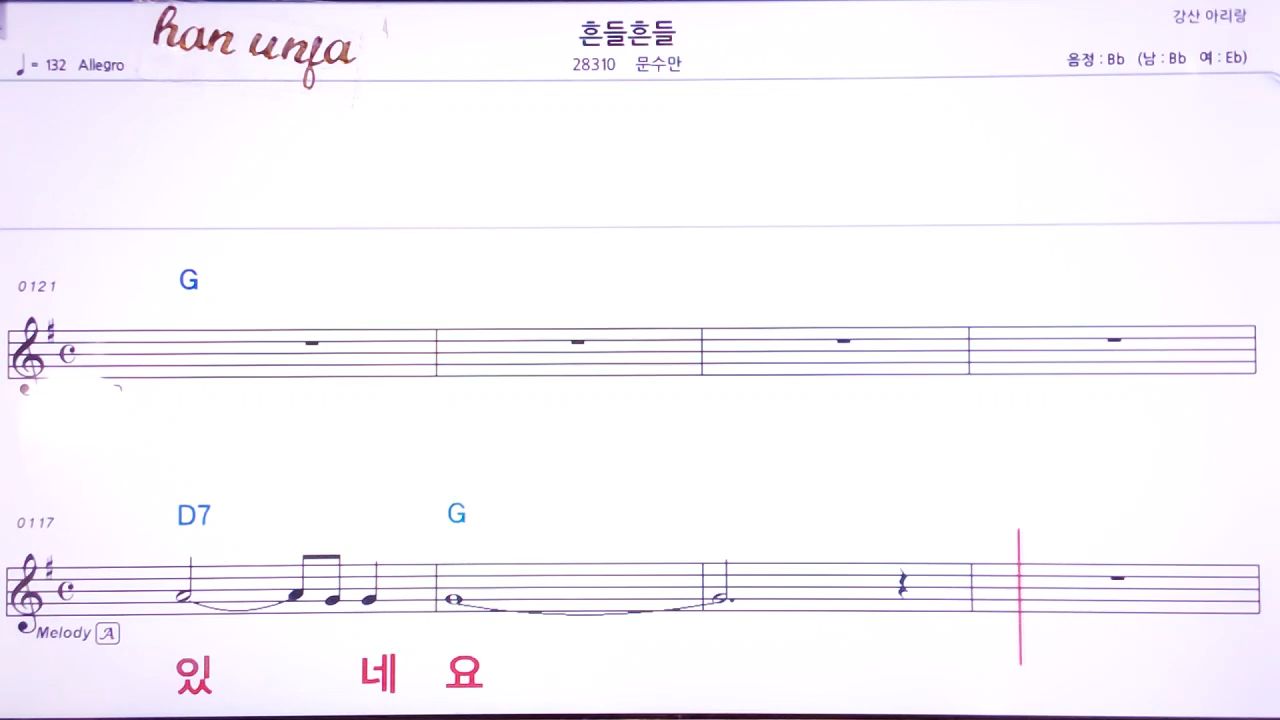 han unfa
흔들흔들
강산 아리랑
♩= 132 Allegro
28310 문수만
음정 : Bb (남 : Bb 여 : Eb)
0121
G
0117
D7 G
Melody A
있 네 요